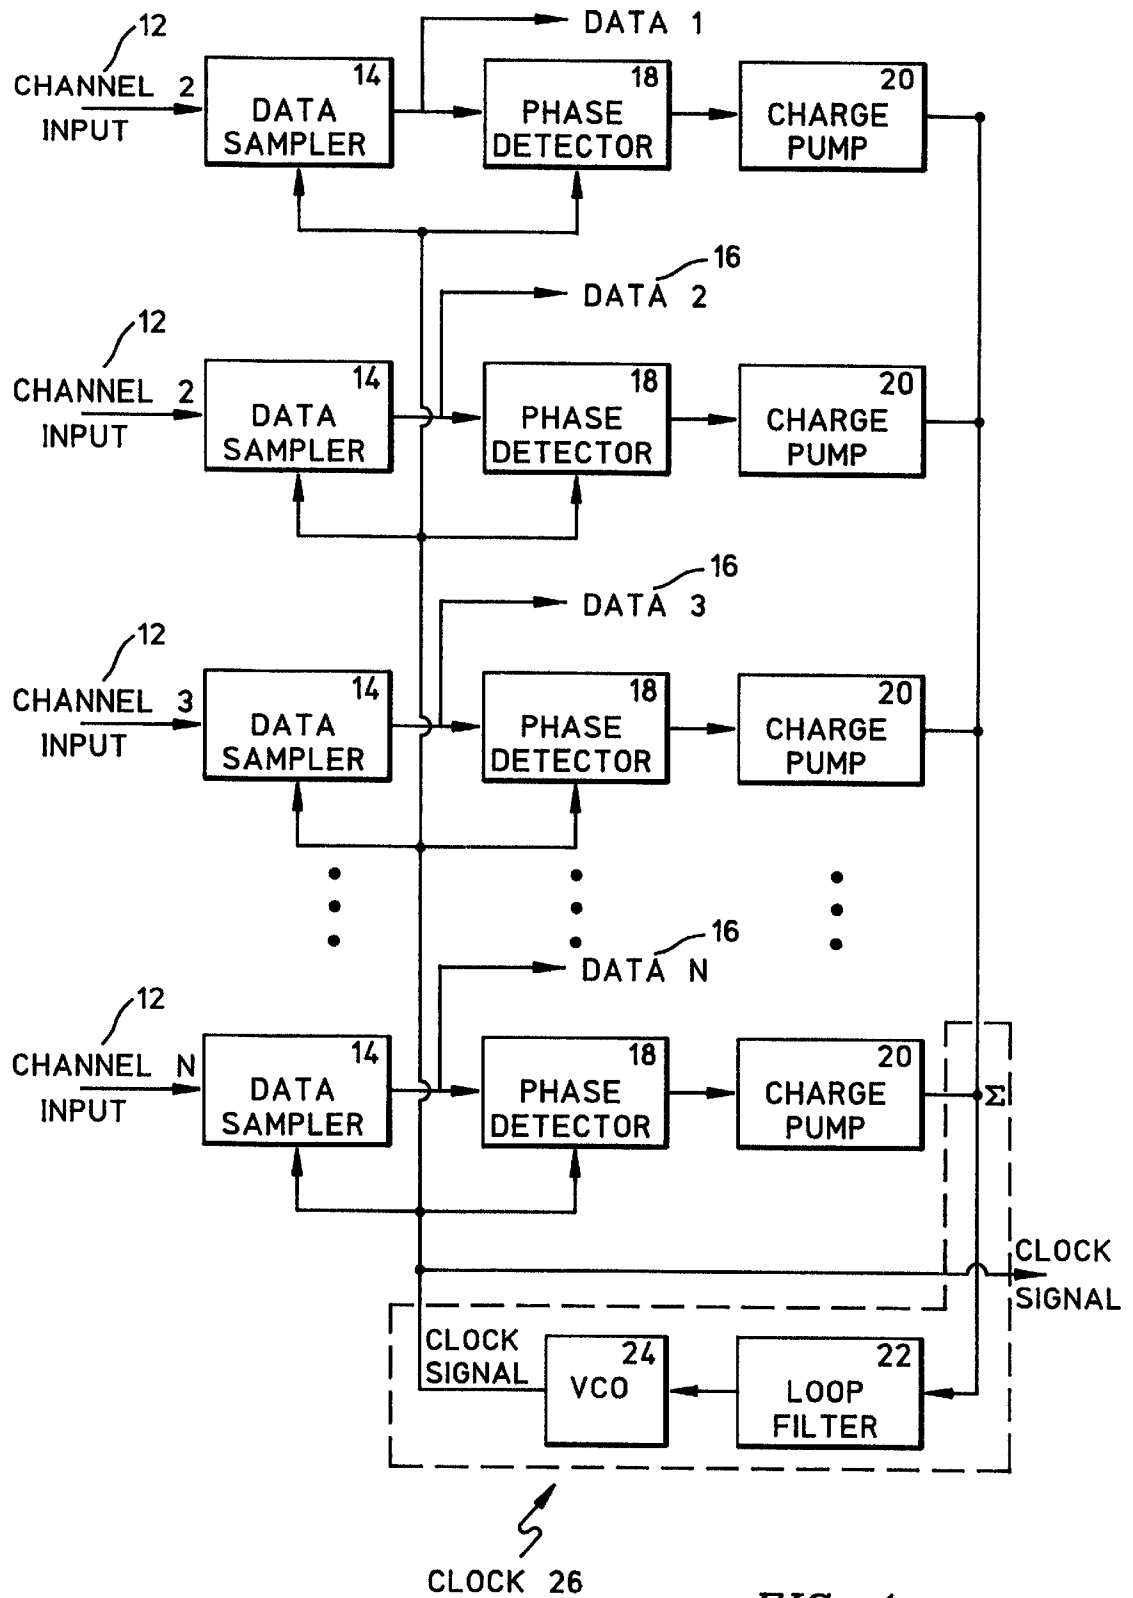 12
DATA 1
CHANNEL 2
INPUT
14
DATA
SAMPLER
18
PHASE
DETECTOR
20
CHARGE
PUMP
16
DATA 2
12
CHANNEL 2
INPUT
14
DATA
SAMPLER
18
PHASE
DETECTOR
20
CHARGE
PUMP
16
DATA 3
12
CHANNEL 3
INPUT
14
DATA
SAMPLER
18
PHASE
DETECTOR
20
CHARGE
PUMP
16
DATA N
12
CHANNEL N
INPUT
14
DATA
SAMPLER
18
PHASE
DETECTOR
20
CHARGE
PUMP
Σ
CLOCK
SIGNAL
CLOCK
SIGNAL
24
VCO
22
LOOP
FILTER
CLOCK 26